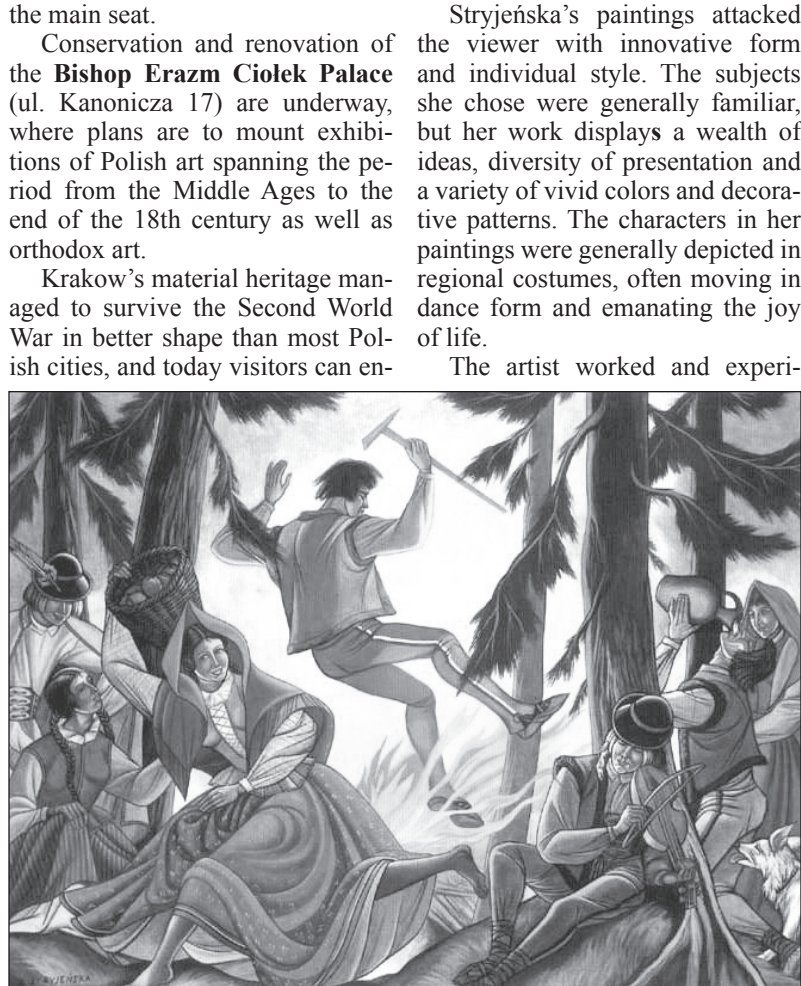 the main seat.
Conservation and renovation of
the Bishop Erazm Ciołek Palace
(ul. Kanonicza 17) are underway,
where plans are to mount exhibi-
tions of Polish art spanning the pe-
riod from the Middle Ages to the
end of the 18th century as well as
orthodox art.
Krakow's material heritage man-
aged to survive the Second World
War in better shape than most Pol-
ish cities, and today visitors can en-
Stryjeńska's paintings attacked
the viewer with innovative form
and individual style. The subjects
she chose were generally familiar,
but her work displays a wealth of
ideas, diversity of presentation and
a variety of vivid colors and decora-
tive patterns. The characters in her
paintings were generally depicted in
regional costumes, often moving in
dance form and emanating the joy
of life.
The artist worked and experi-